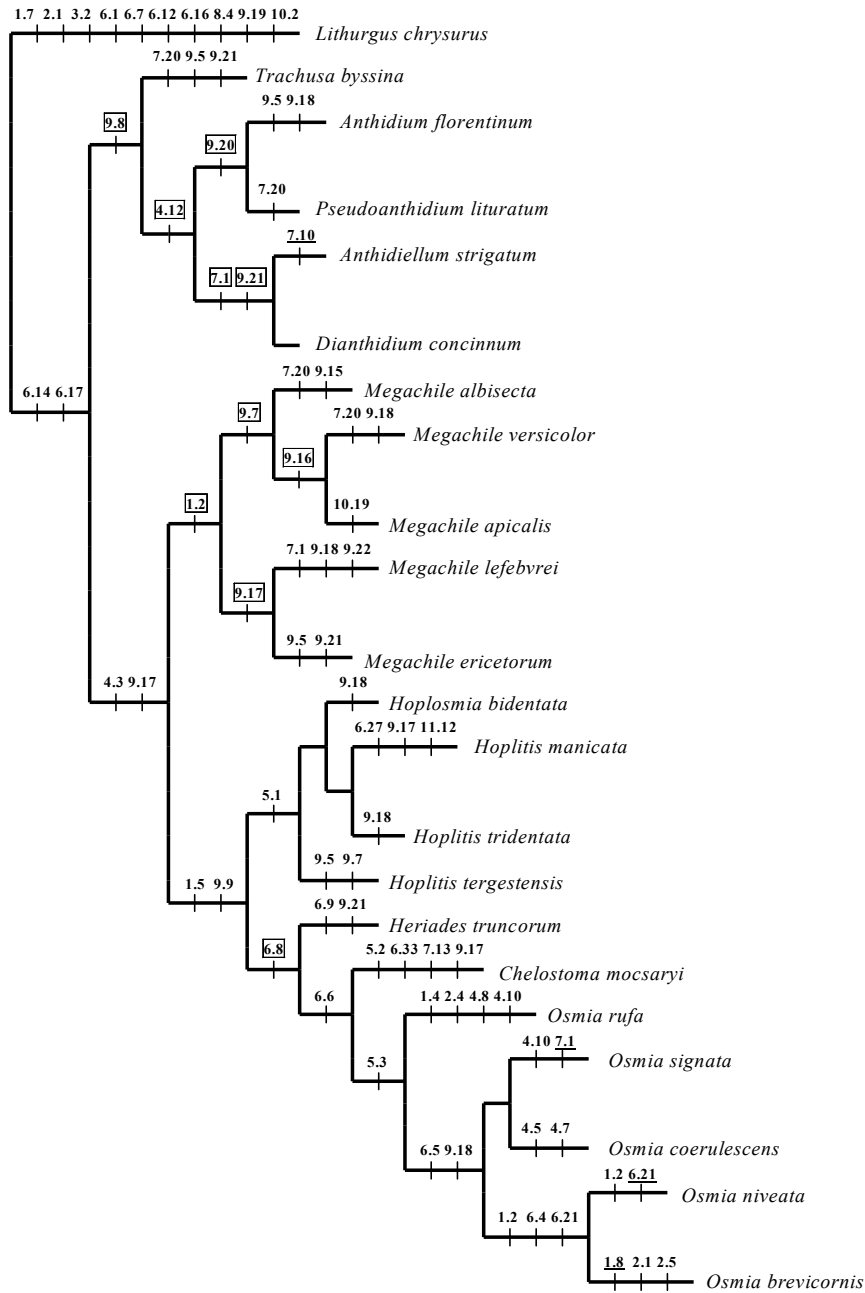 1.7 2.1 3.2 6.1 6.7 6.12 6.16 8.4 9.19 10.2
Lithurgus chrysurus
7.20 9.5 9.21
Trachusa byssina
9.8
9.5 9.18
Anthidium florentinum
9.20
7.20
Pseudoanthidium lituratum
4.12
7.10
Anthidiellum strigatum
7.1 9.21
Dianthidium concinnum
6.14 6.17
7.20 9.15
Megachile albisecta
9.7
7.20 9.18
Megachile versicolor
9.16
10.19
Megachile apicalis
1.2
7.1 9.18 9.22
Megachile lefebvrei
9.17
9.5 9.21
Megachile ericetorum
4.3 9.17
9.18
Hoplosmia bidentata
6.27 9.17 11.12
Hoplitis manicata
5.1
9.18
Hoplitis tridentata
9.5 9.7
Hoplitis tergestensis
1.5 9.9
6.9 9.21
Heriades truncorum
6.8
5.2 6.33 7.13 9.17
Chelostoma mocsaryi
6.6
1.4 2.4 4.8 4.10
Osmia rufa
5.3
4.10 7.1
Osmia signata
4.5 4.7
Osmia coerulescens
6.5 9.18
1.2 6.21
Osmia niveata
1.2 6.4 6.21
1.8 2.1 2.5
Osmia brevicornis